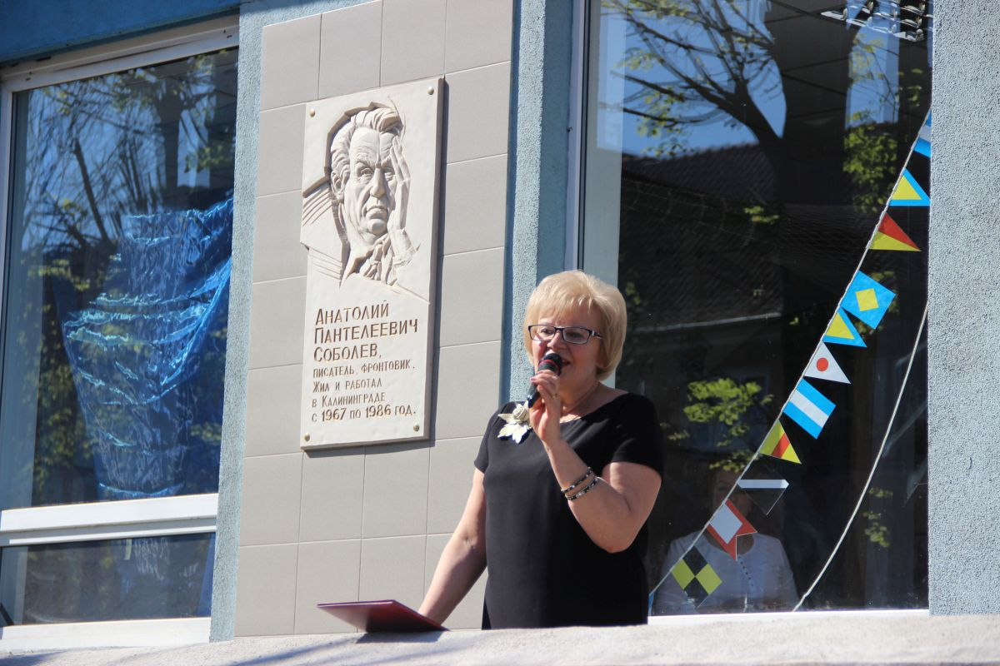 Анатолий
Пантелеевич
Соболев,
писатель, фронтовик.
Жил и работал
в Калининграде
с 1967 по 1986 год.